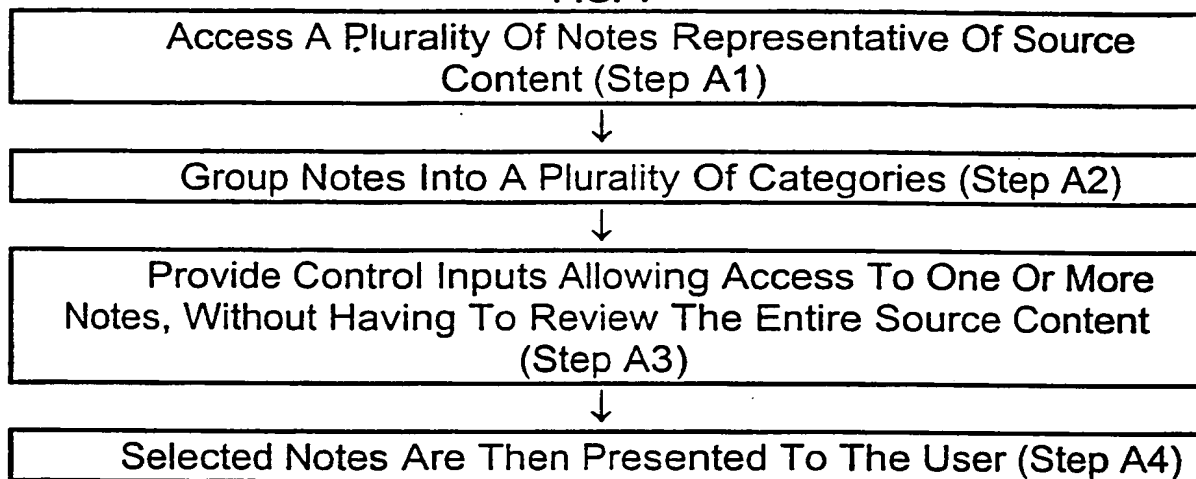 Access A Plurality Of Notes Representative Of Source
Content (Step A1)
↓
Group Notes Into A Plurality Of Categories (Step A2)
↓
Provide Control Inputs Allowing Access To One Or More
Notes, Without Having To Review The Entire Source Content
(Step A3)
↓
Selected Notes Are Then Presented To The User (Step A4)